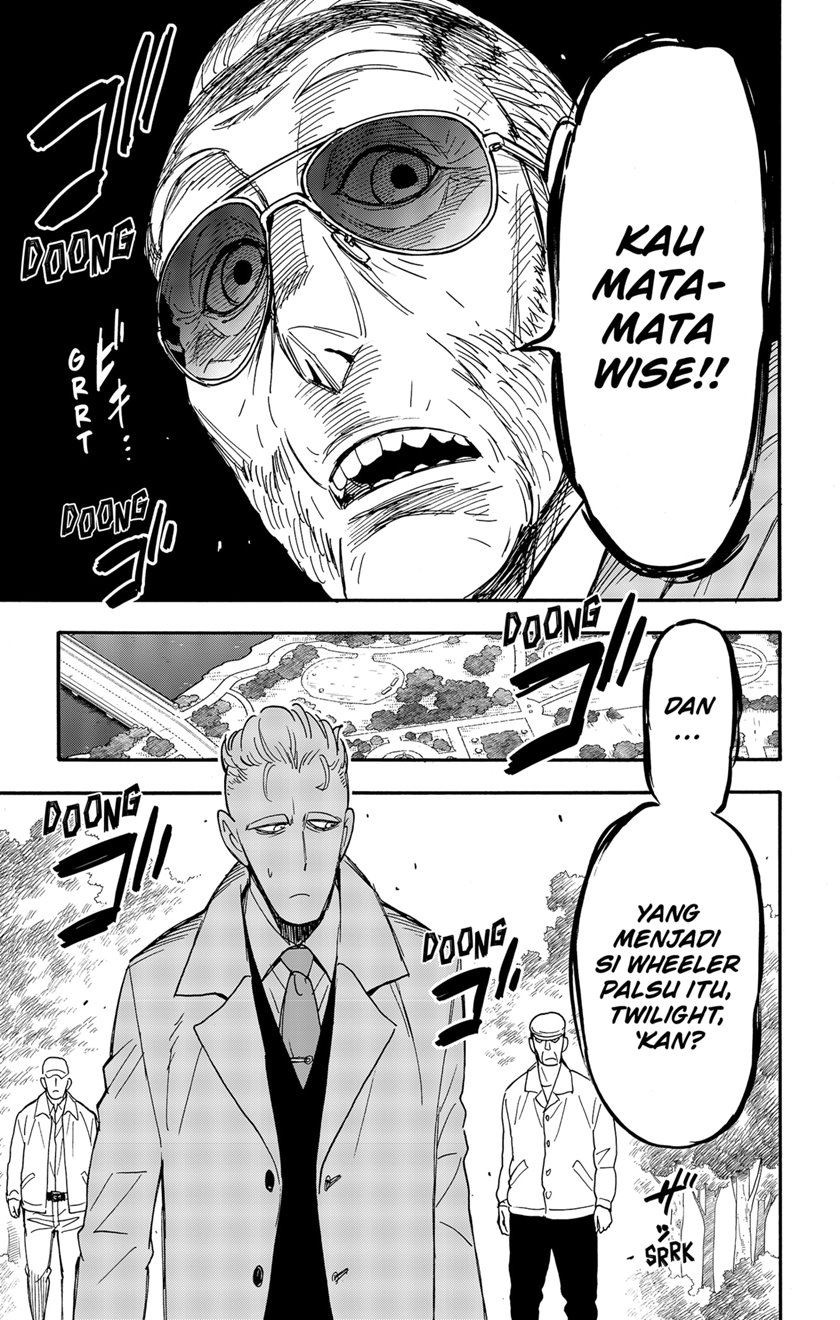 KAU
MATA-
MATA
WISE!!
ゴ"
DOONG
ビキ...
GRRT
DOONG
ゴ"
DOONG
ゴ"
DAN
...
DOONG
ゴ"
DOONG
ゴ"
YANG
MENJADI
SI WHEELER
PALSU ITU,
TWILIGHT,
'KAN?
ザッ
SRRK